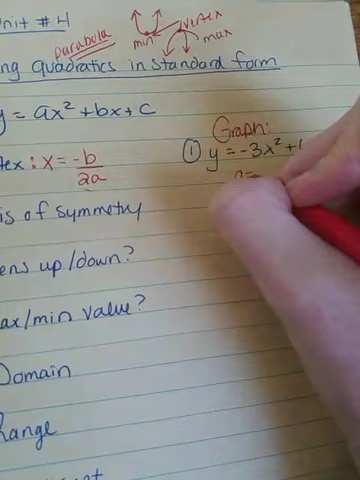 nit #4
parabola
min
vertex
max
ng quadratics in standard form
y = ax² + bx + c
Graph:
tex: x = -b
2a
① y = -3x² +
a =
is of symmetry
ens up/down?
ax/min value?
Domain
Range